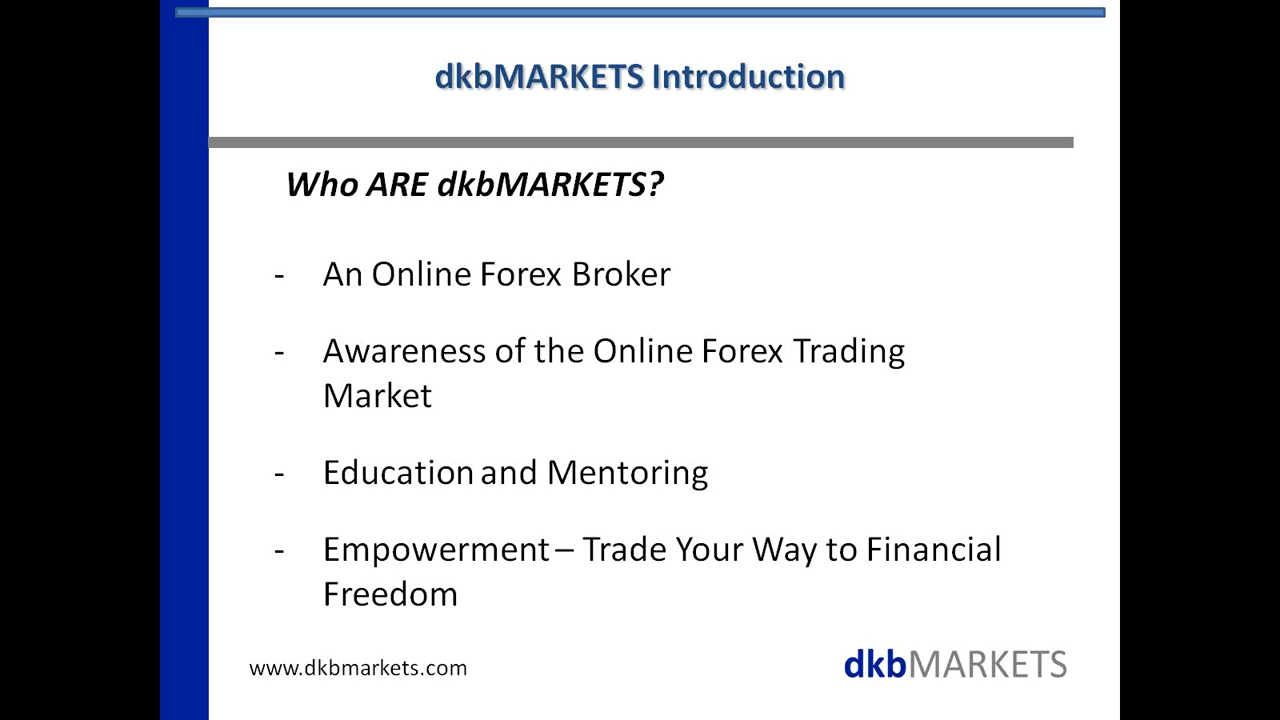 dkbMARKETS Introduction
Who ARE dkbMARKETS?
- An Online Forex Broker
- Awareness of the Online Forex Trading
Market
- Education and Mentoring
- Empowerment – Trade Your Way to Financial
Freedom
www.dkbmarkets.com
dkbMARKETS